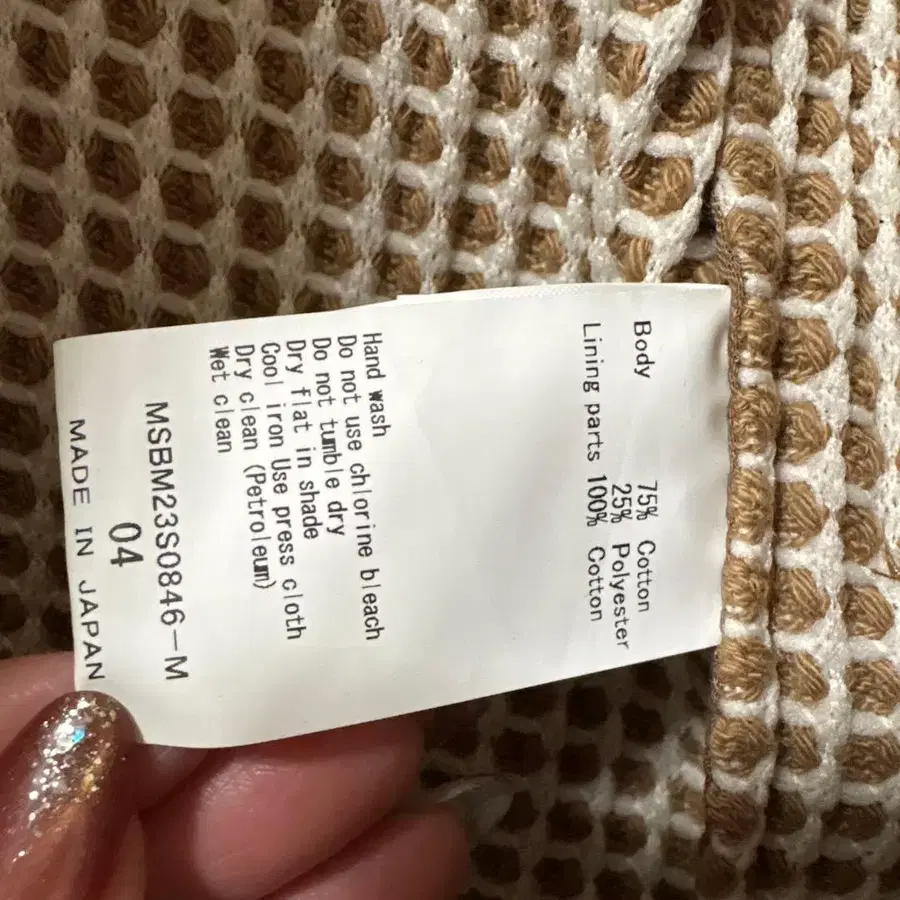 Body 75% Cotton
25% Polyester
Lining parts 100% Cotton
Hand wash
Do not use chlorine bleach
Do not tumble dry
Dry flat in shade
Cool iron Use press cloth
Dry clean (Petroleum)
Wet clean
MSBM23S0846-M
04
MADE IN JAPAN